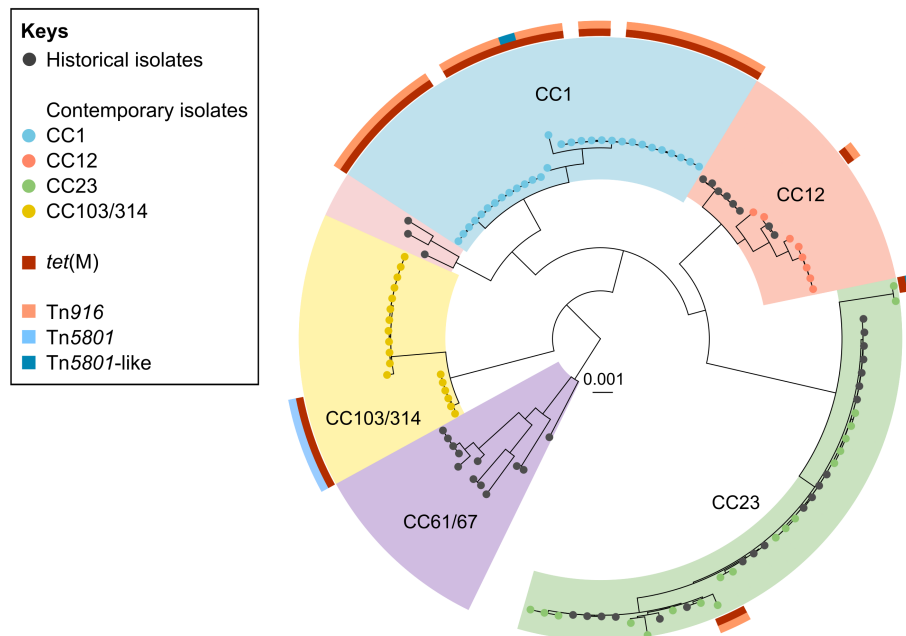 Keys
Historical isolates
Contemporary isolates
CC1
CC12
CC23
CC103/314
tet(M)
Tn916
Tn5801
Tn5801-like
CC1
CC12
0.001
CC103/314
CC23
CC61/67